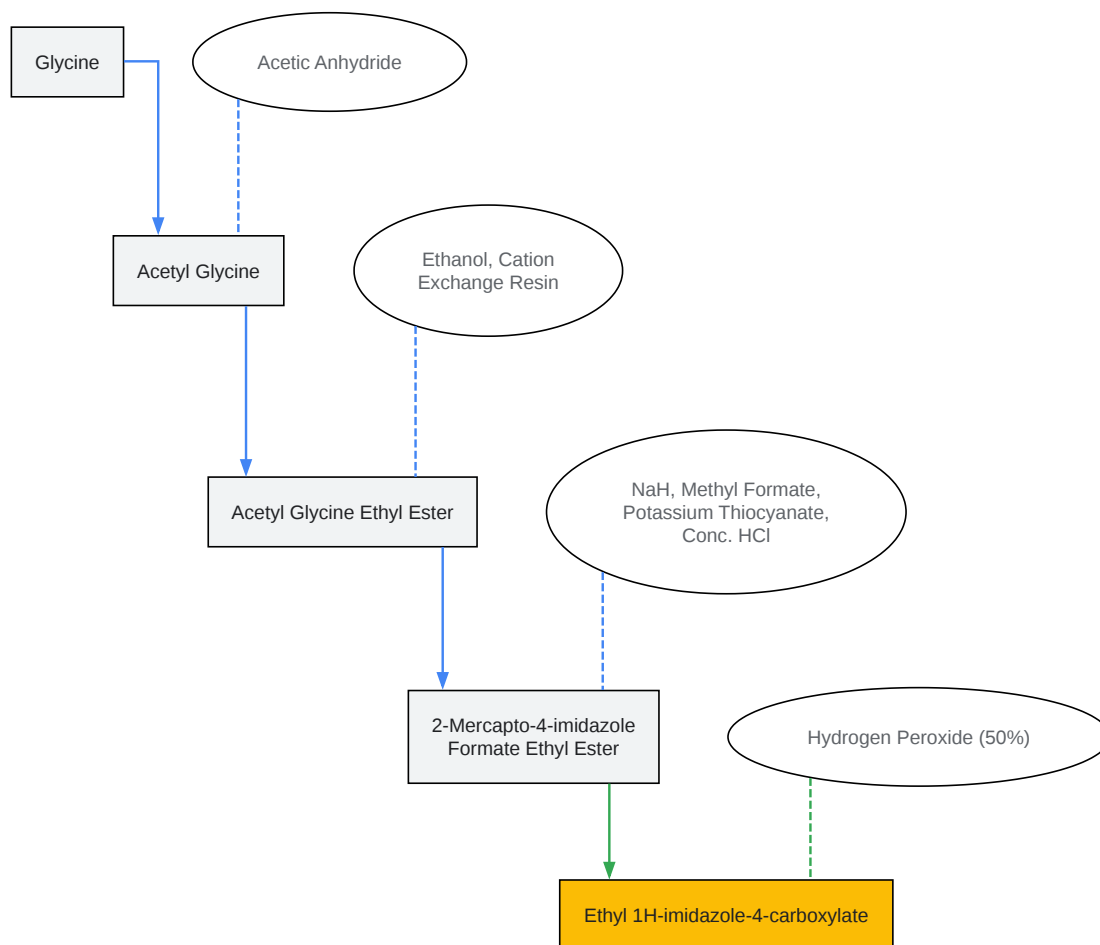 Glycine
Acetic Anhydride
Acetyl Glycine
Ethanol, Cation
Exchange Resin
Acetyl Glycine Ethyl Ester
NaH, Methyl Formate,
Potassium Thiocyanate,
Conc. HCl
2-Mercapto-4-imidazole
Formate Ethyl Ester
Hydrogen Peroxide (50%)
Ethyl 1H-imidazole-4-carboxylate